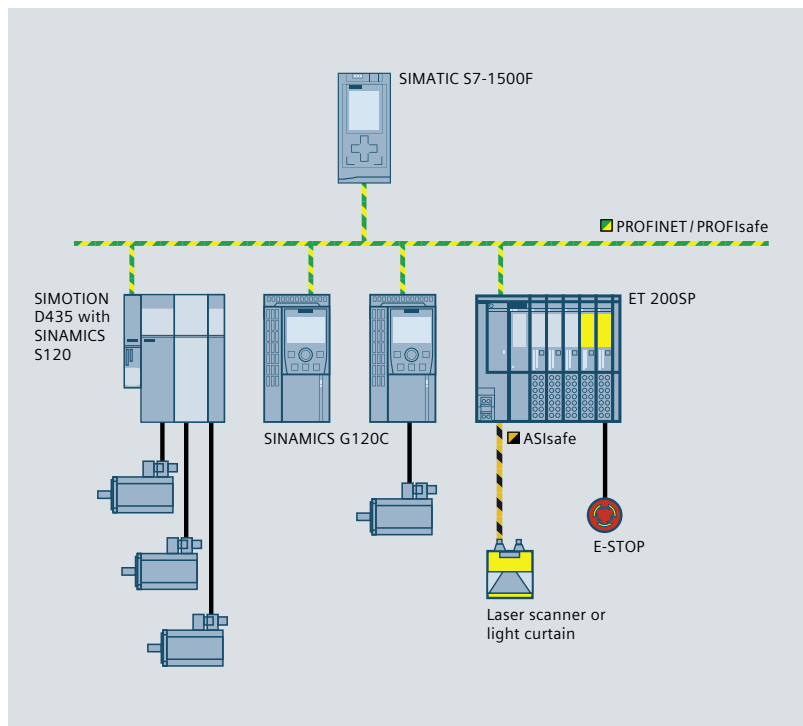 SIMATIC S7-1500F
PROFINET / PROFIsafe
SIMOTION
D435 with
SINAMICS
S120
ET 200SP
SINAMICS G120C
ASIsafe
E-STOP
Laser scanner or
light curtain